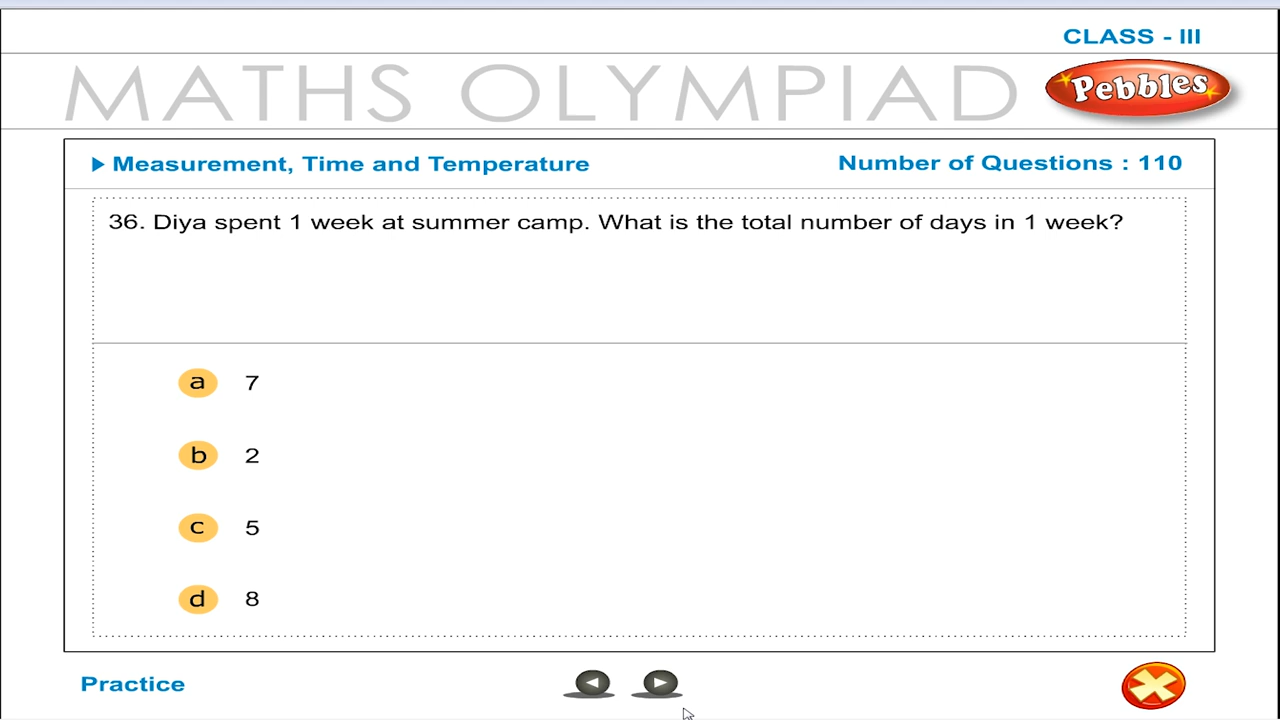 CLASS - III
MATHS OLYMPIAD
Pebbles
Measurement, Time and Temperature
Number of Questions : 110
36. Diya spent 1 week at summer camp. What is the total number of days in 1 week?
a 7
b 2
c 5
d 8
Practice